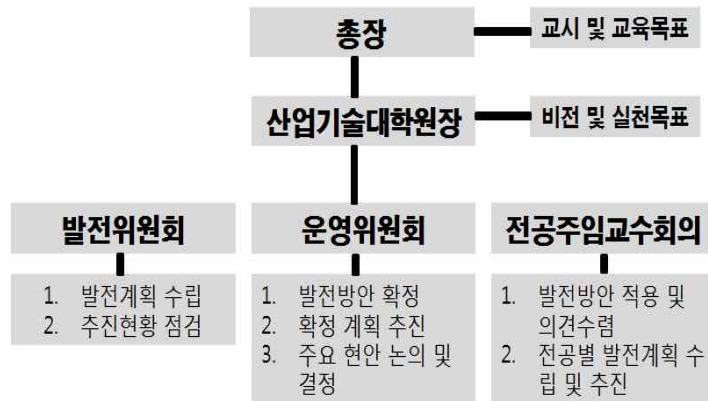 총장
교시 및 교육목표
산업기술대학원장
비전 및 실천목표
발전위원회
1. 발전계획 수립
2. 추진현황 점검
운영위원회
1. 발전방안 확정
2. 확정 계획 추진
3. 주요 현안 논의 및
결정
전공주임교수회의
1. 발전방안 적용 및
의견수렴
2. 전공별 발전계획 수
립 및 추진